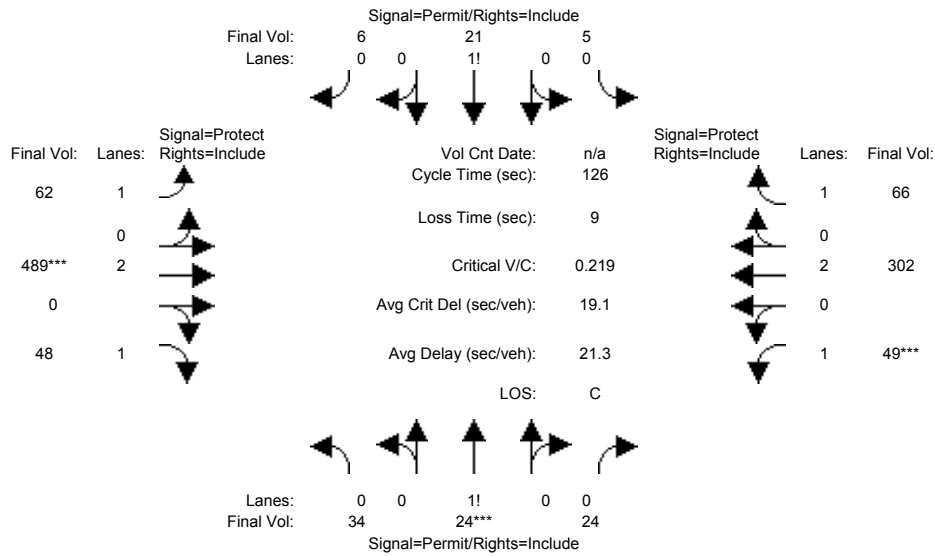 Signal=Permit/Rights=Include
Final Vol: 6 21 5
Lanes: 0 0 1! 0 0
Signal=Protect Signal=Protect
Final Vol: Lanes: Rights=Include Vol Cnt Date: n/a Rights=Include Lanes: Final Vol:
Cycle Time (sec): 126
62 1 1 66
Loss Time (sec): 9
0 0
489*** 2 Critical V/C: 0.219 2 302
0 Avg Crit Del (sec/veh): 19.1 0
48 1 Avg Delay (sec/veh): 21.3 1 49***
LOS: C
Lanes: 0 0 1! 0 0
Final Vol: 34 24*** 24
Signal=Permit/Rights=Include